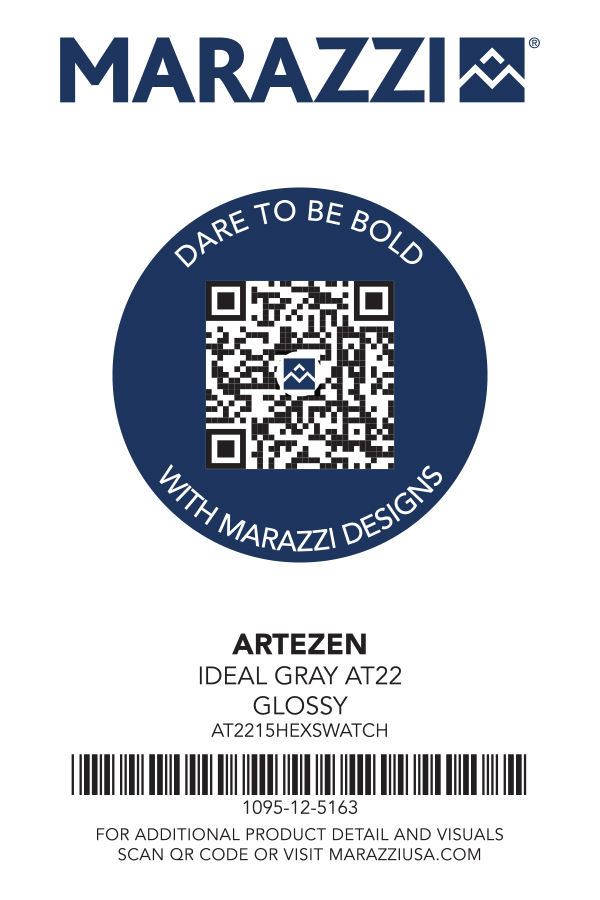 MARAZZI®
DARE TO BE BOLD
WITH MARAZZI DESIGNS
ARTEZEN
IDEAL GRAY AT22
GLOSSY
AT2215HEXSWATCH
1095-12-5163
FOR ADDITIONAL PRODUCT DETAIL AND VISUALS
SCAN QR CODE OR VISIT MARAZZIUSA.COM